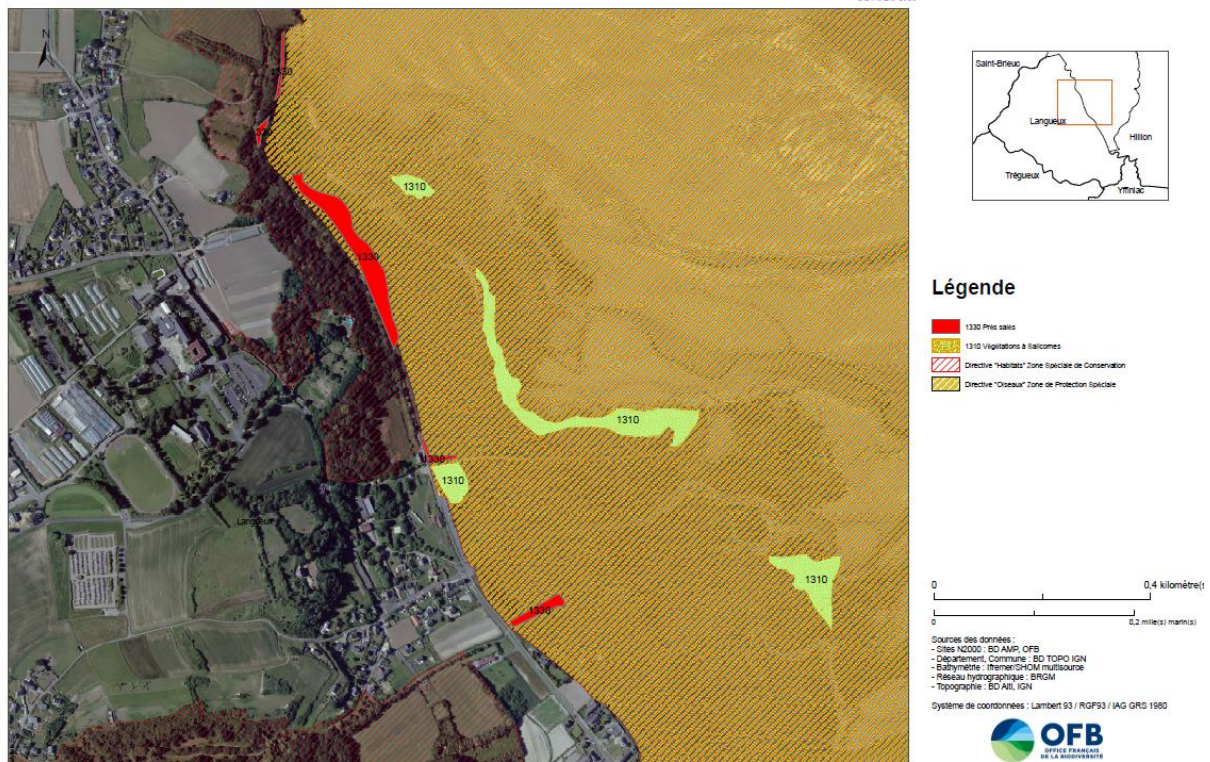 N
1330
1310
1330
1310
1330
1310
Langueux
1310
1330
Saint-Brieuc
Langueux
Hillion
Trégueux
Yffiniac
Légende
1330 Prés salés
1310 Végétations à Salicornes
Directive "Habitats" Zone Spéciale de Conservation
Directive "Oiseaux" Zone de Protection Spéciale
0 0,4 kilomètre(s
0 0,2 mille(s) marin(s)
Sources des données :
- Sites N2000 : BD AMP, OFB
- Département, Commune : BD TOPO IGN
- Bathymétrie : Ifremer/SHOM multisource
- Réseau hydrographique : BRGM
- Topographie : BD Alti, IGN
Système de coordonnées : Lambert 93 / RGF93 / IAG GRS 1980
OFB
OFFICE FRANÇAIS
DE LA BIODIVERSITÉ